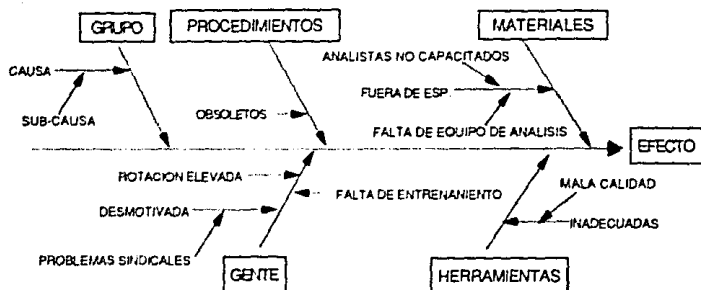 GRUPO
PROCEDIMIENTOS
MATERIALES
ANALISTAS NO CAPACITADOS
CAUSA
FUERA DE ESP.
OBSOLETOS
SUB-CAUSA
FALTA DE EQUIPO DE ANALISIS
EFECTO
ROTACION ELEVADA
FALTA DE ENTRENAMIENTO
MALA CALIDAD
DESMOTIVADA
INADECUADAS
PROBLEMAS SINDICALES
GENTE
HERRAMIENTAS